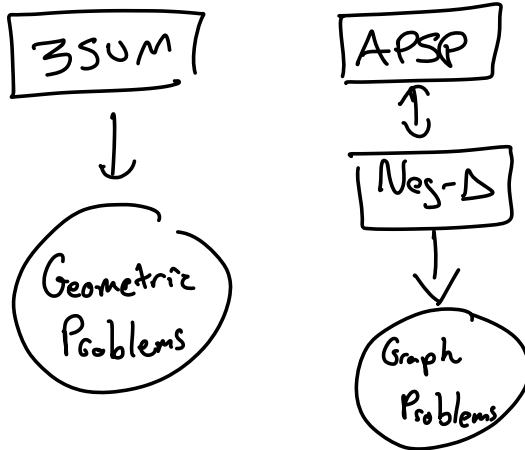 3SUM
Geometric
Problems
APSP
Neg-Δ
Graph
Problems